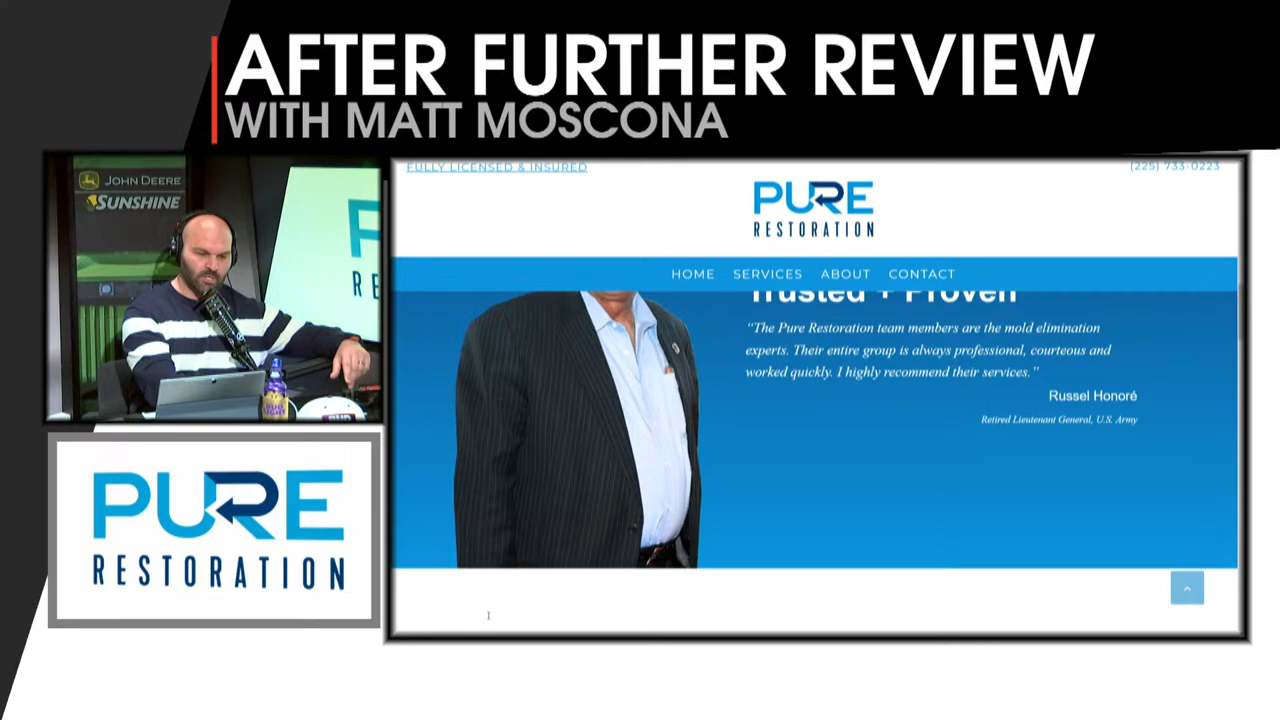 AFTER FURTHER REVIEW
WITH MATT MOSCONA
JOHN DEERE
SUNSHINE
FULLY LICENSED & INSURED
(225) 733-0223
PURE
RESTORATION
HOME SERVICES ABOUT CONTACT
Trusted + Proven
“The Pure Restoration team members are the mold elimination
experts. Their entire group is always professional, courteous and
worked quickly. I highly recommend their services.”
Russel Honoré
Retired Lieutenant General, U.S. Army
PURE
RESTORATION